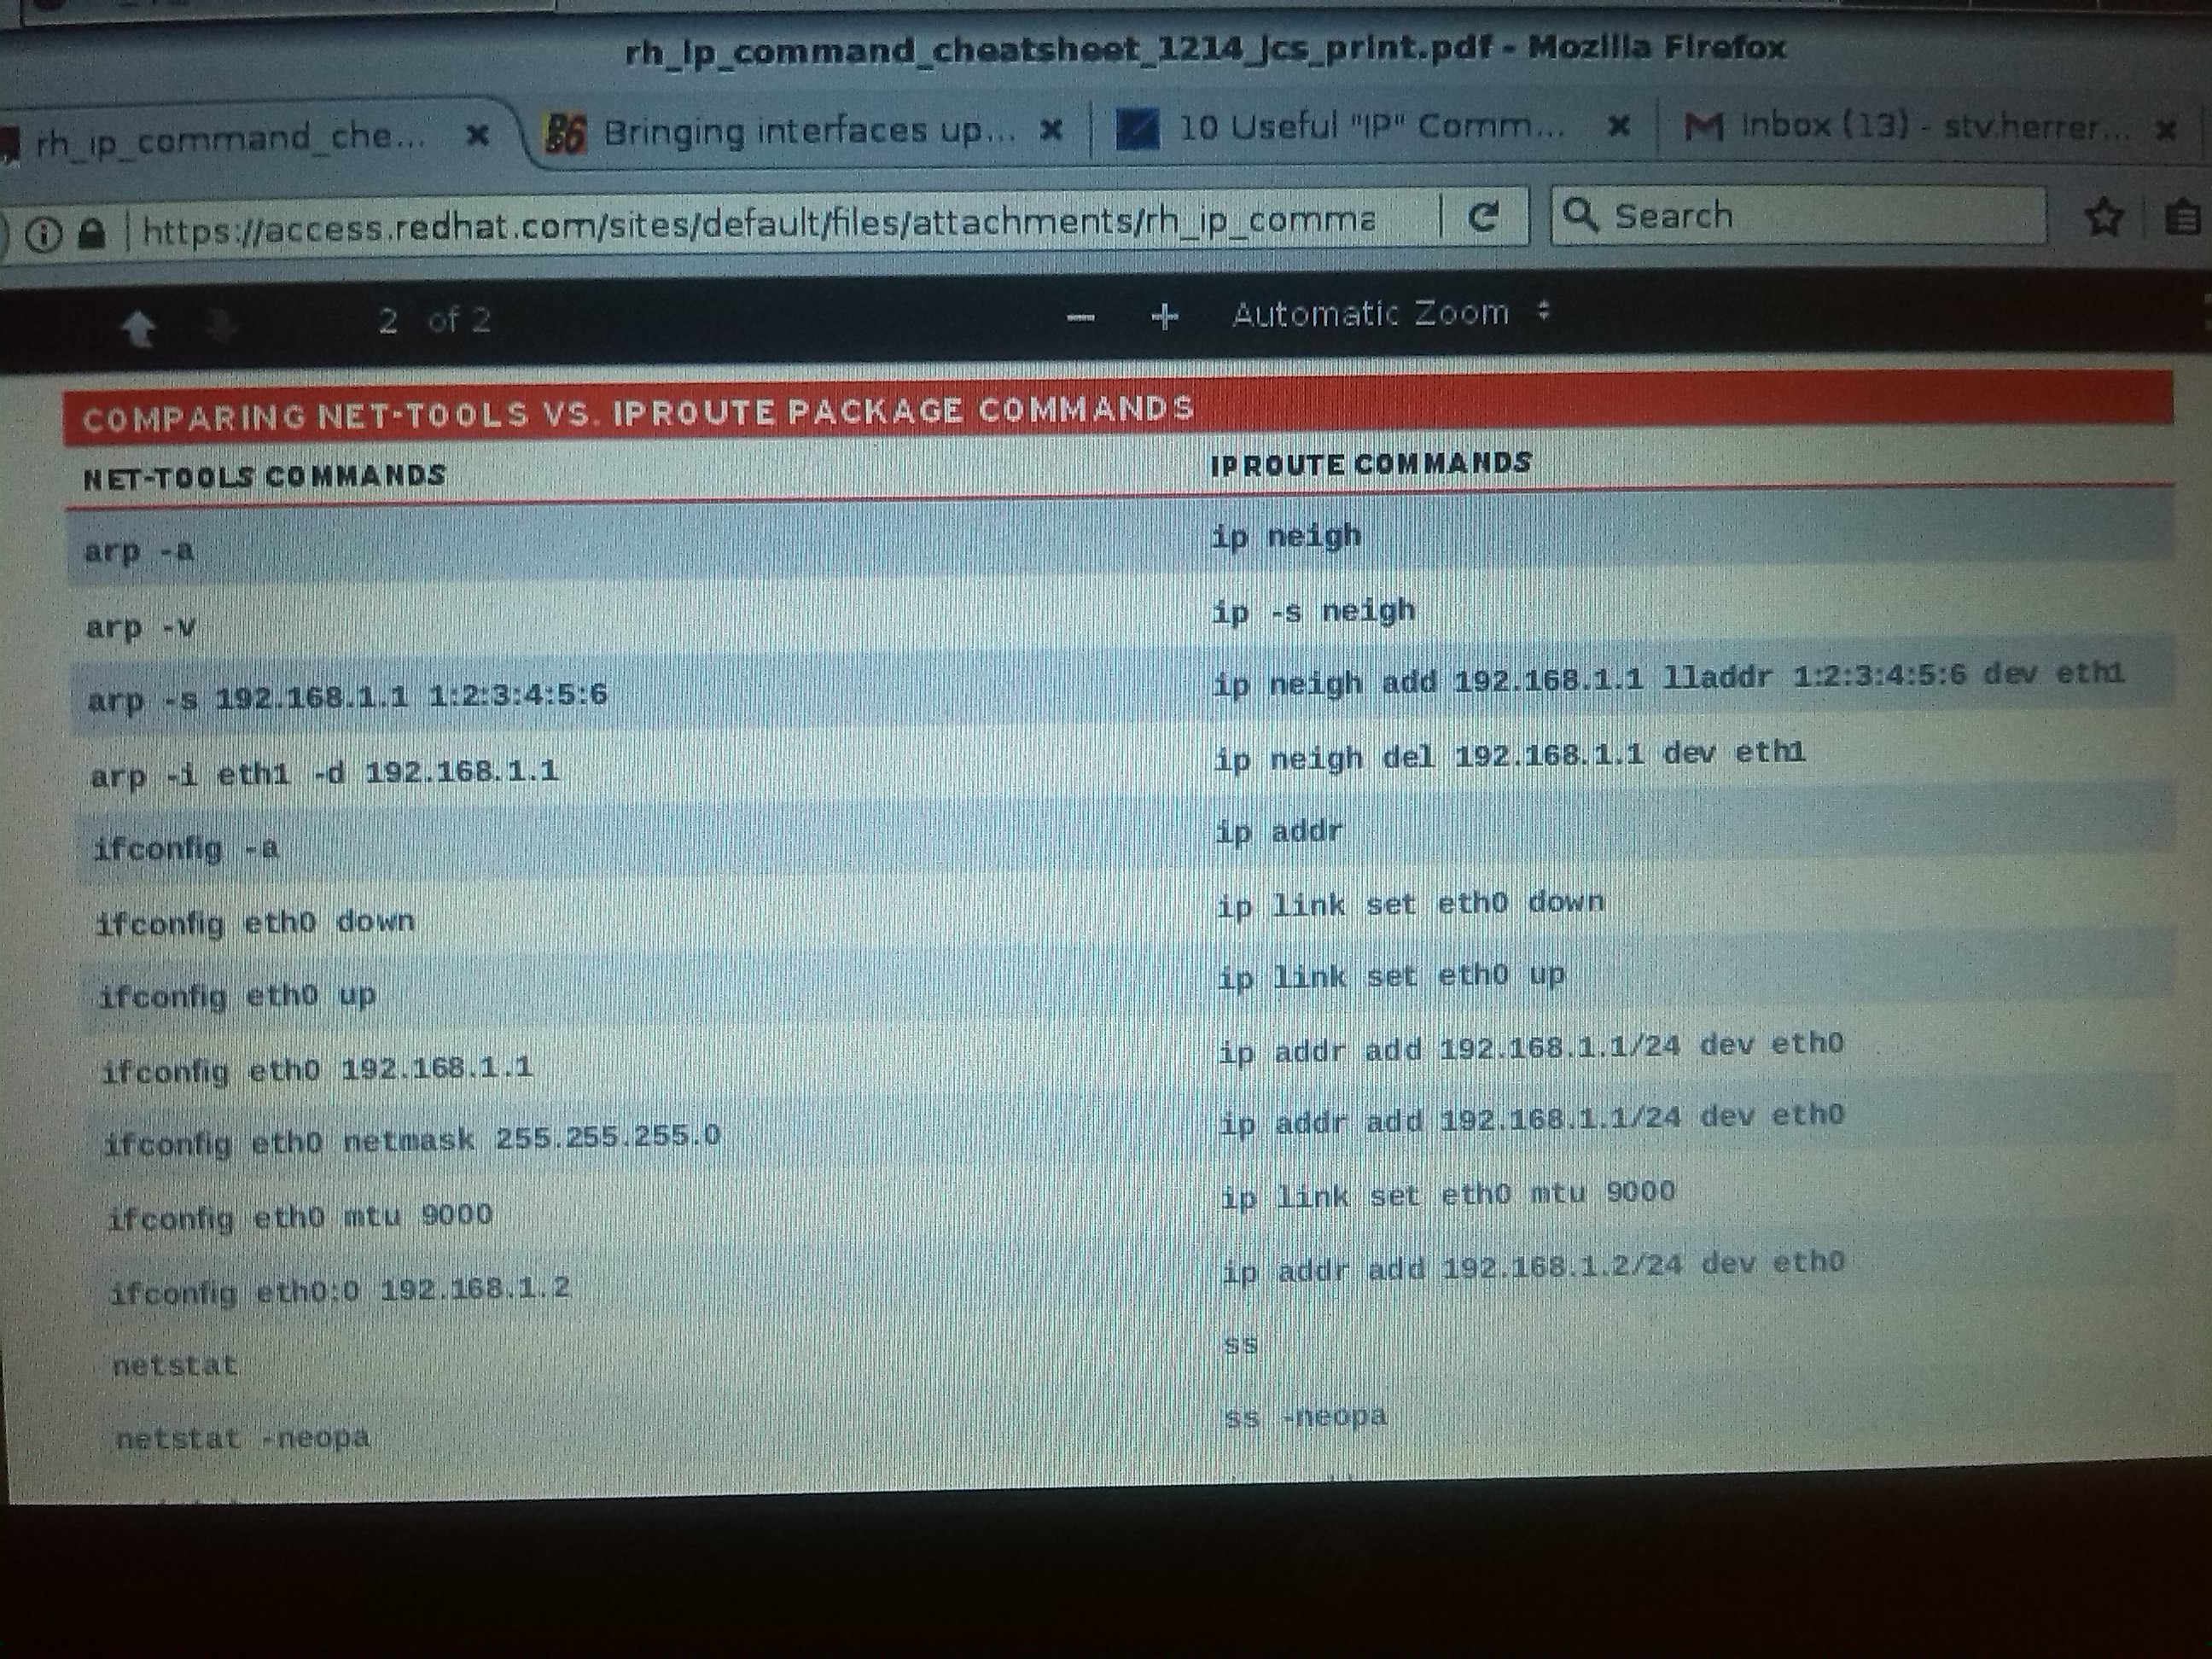 rh_ip_command_cheatsheet_1214_jcs_print.pdf - Mozilla Firefox
rh_ip_command_che... Bringing interfaces up... 10 Useful "IP" Comm... Inbox (13) - stv.herrer...
https://access.redhat.com/sites/default/files/attachments/rh_ip_comma Search
2 of 2 Automatic Zoom
COMPARING NET-TOOLS VS. IPROUTE PACKAGE COMMANDS
NET-TOOLS COMMANDS IPROUTE COMMANDS
arp -a ip neigh
arp -v ip -s neigh
arp -s 192.168.1.1 1:2:3:4:5:6 ip neigh add 192.168.1.1 lladdr 1:2:3:4:5:6 dev eth1
arp -i eth1 -d 192.168.1.1 ip neigh del 192.168.1.1 dev eth1
ifconfig -a ip addr
ifconfig eth0 down ip link set eth0 down
ifconfig eth0 up ip link set eth0 up
ifconfig eth0 192.168.1.1 ip addr add 192.168.1.1/24 dev eth0
ifconfig eth0 netmask 255.255.255.0 ip addr add 192.168.1.1/24 dev eth0
ifconfig eth0 mtu 9000 ip link set eth0 mtu 9000
ifconfig eth0:0 192.168.1.2 ip addr add 192.168.1.2/24 dev eth0
netstat ss
netstat -neopa ss -neopa